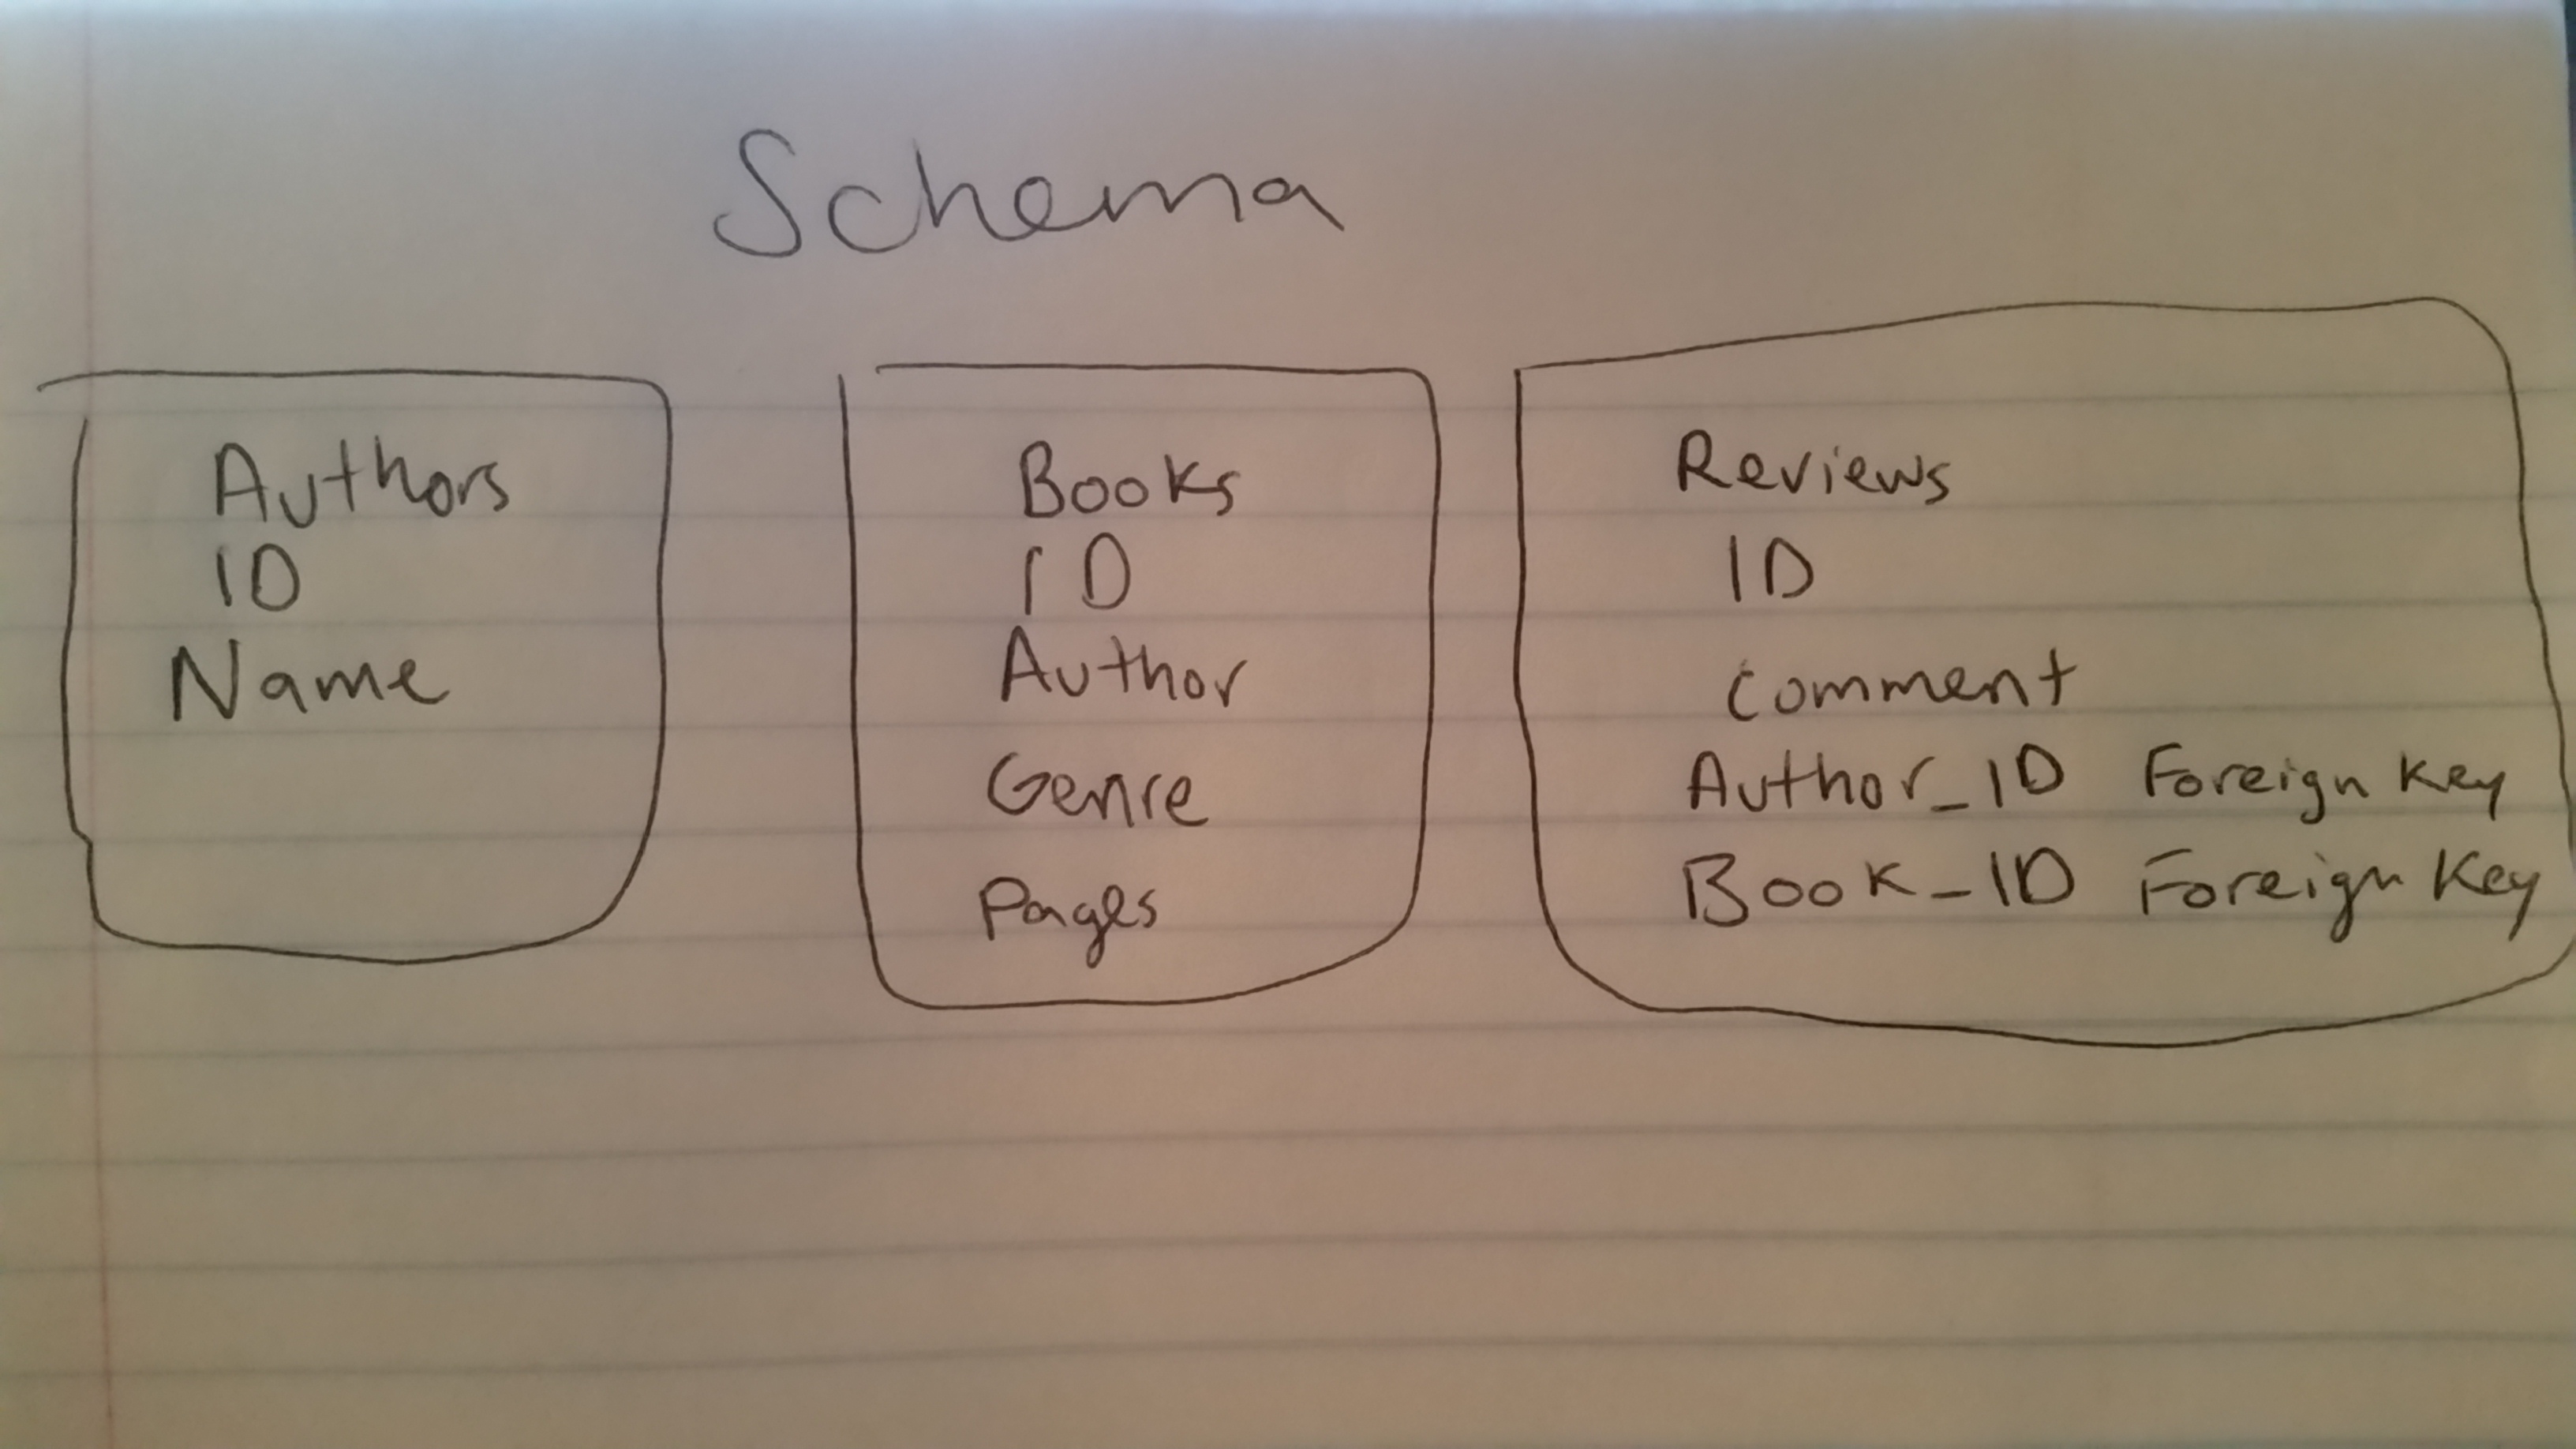 Schema
Authors
ID
Name
Books
ID
Author
Genre
Pages
Reviews
ID
Comment
Author_ID Foreign Key
Book_ID Foreign Key